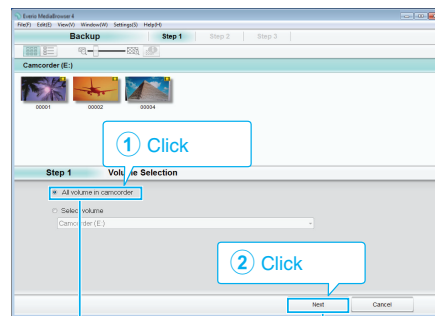 Everio MediaBrowser 4
File(F) Edit(E) View(V) Window(W) Settings(S) Help(H)
Backup Step 1 Step 2 Step 3
Camcorder (E:)
00001 00002 00004
1 Click
Step 1 Volume Selection
All volume in camcorder
Select volume
Camcorder (E:)
2 Click
Next Cancel